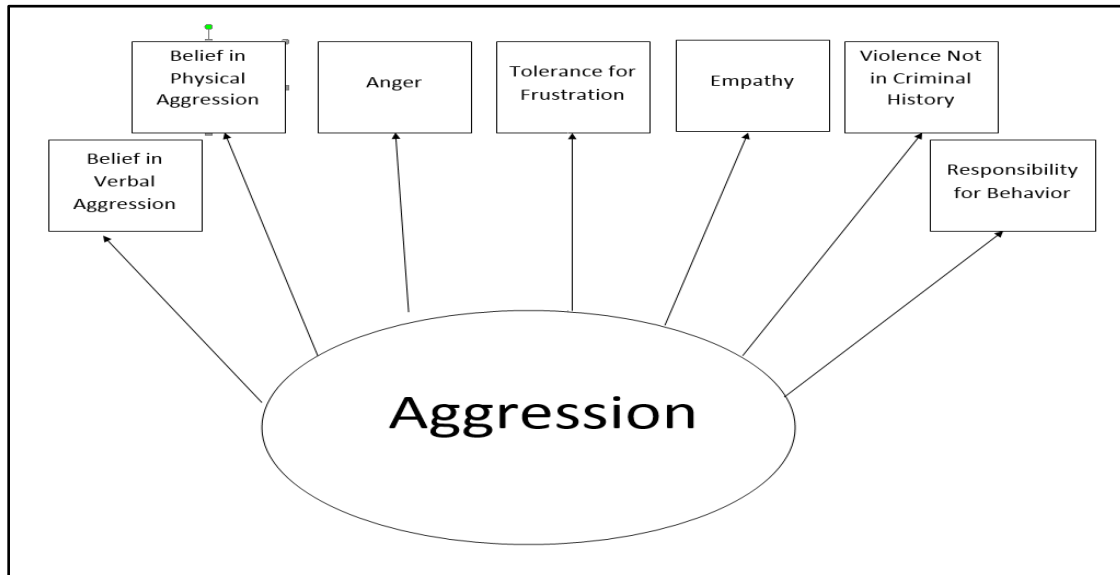 Belief in
Physical
Aggression
Anger
Tolerance for
Frustration
Empathy
Violence Not
in Criminal
History
Belief in
Verbal
Aggression
Responsibility
for Behavior
Aggression